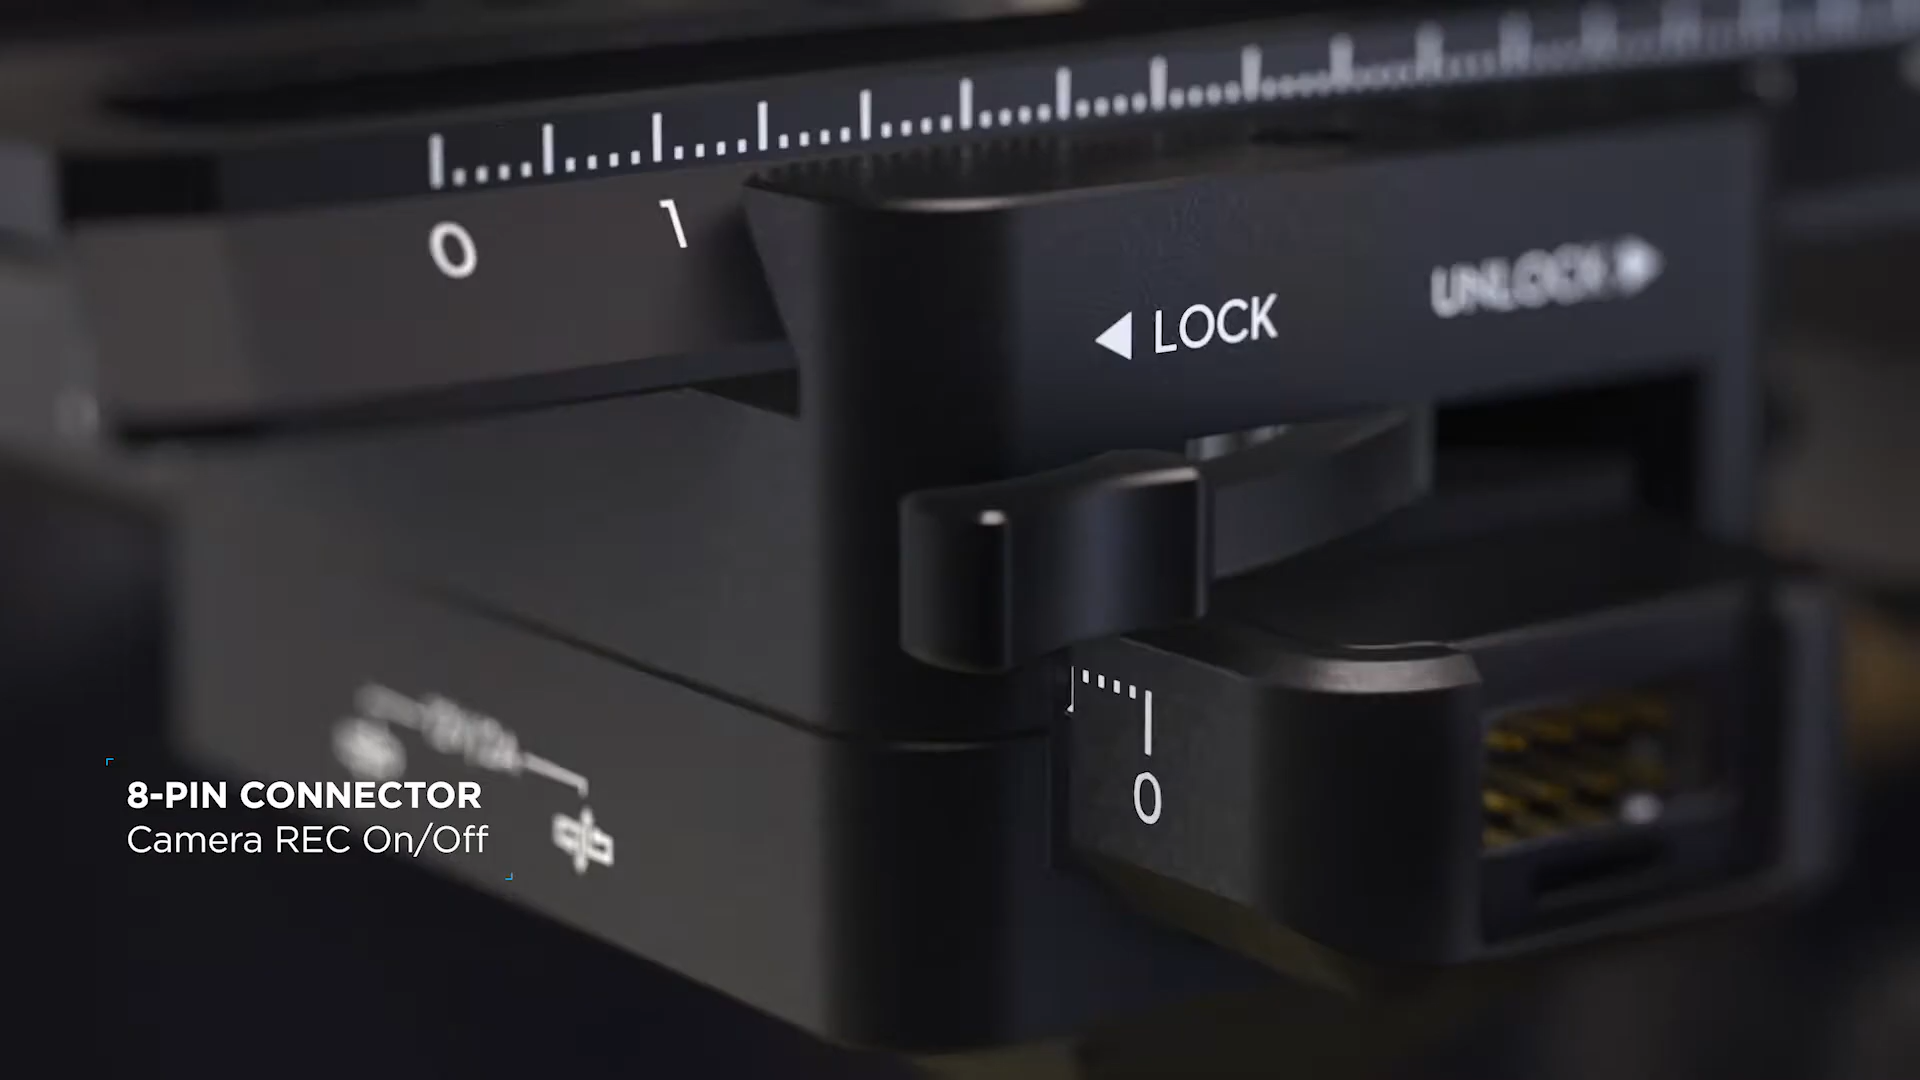 0 1
◀ LOCK
UNLOCK ▶
0
8-PIN CONNECTOR
Camera REC On/Off